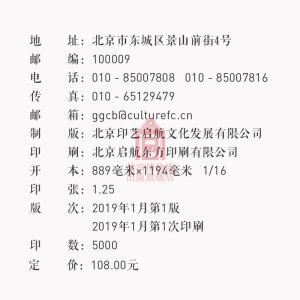 地 址: 北京市东城区景山前街4号
邮 编: 100009
电 话: 010 - 85007808 010 - 85007816
传 真: 010 - 65129479
邮 箱: ggcb@culturefc.cn
制 版: 北京印艺启航文化发展有限公司
印 刷: 北京启航东方印刷有限公司
开 本: 889毫米×1194毫米 1/16
印 张: 1.25
版 次: 2019年1月第1版
2019年1月第1次印刷
印 数: 5000
定 价: 108.00元